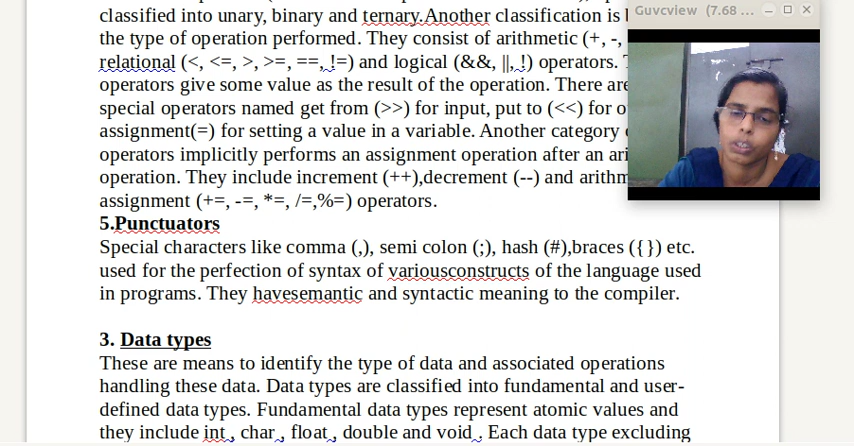 classified into unary, binary and ternary.Another classification is
Guvcview (7.68 ...
the type of operation performed. They consist of arithmetic (+, -,
relational (<, <=, >, >=, ==, !=) and logical (&&, ||, !) operators.
operators give some value as the result of the operation. There are
special operators named get from (>>) for input, put to (<<) for
assignment(=) for setting a value in a variable. Another category
operators implicitly performs an assignment operation after an
operation. They include increment (++),decrement (--) and
assignment (+=, -=, *=, /=,%=) operators.
5.Punctuators
Special characters like comma (,), semi colon (;), hash (#),braces ({}) etc.
used for the perfection of syntax of variousconstructs of the language used
in programs. They havesemantic and syntactic meaning to the compiler.
3. Data types
These are means to identify the type of data and associated operations
handling these data. Data types are classified into fundamental and user-
defined data types. Fundamental data types represent atomic values and
they include int , char , float , double and void . Each data type excluding